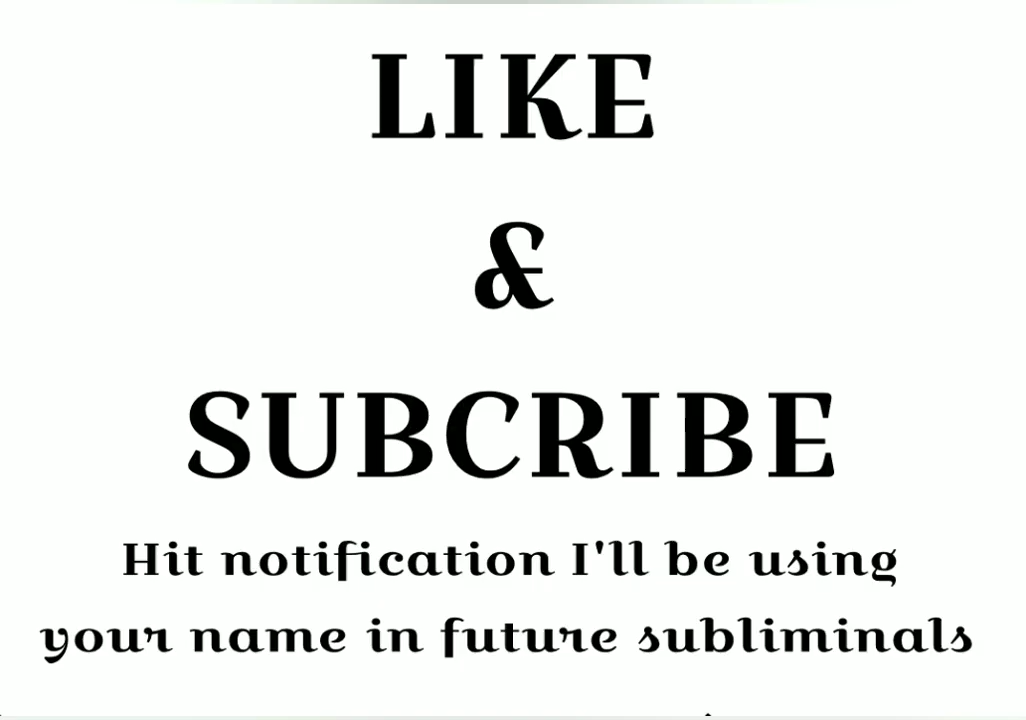 LIKE
&
SUBCRIBE
Hit notification I'll be using
your name in future subliminals